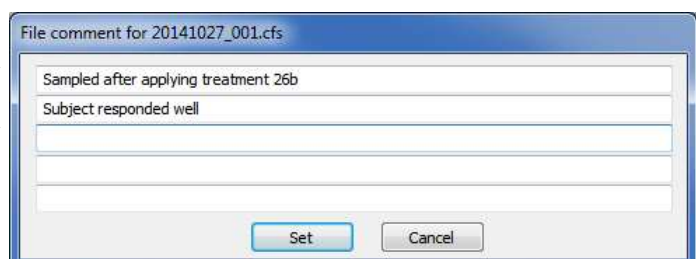 File comment for 20141027_001.cfs
Sampled after applying treatment 26b
Subject responded well
Set Cancel